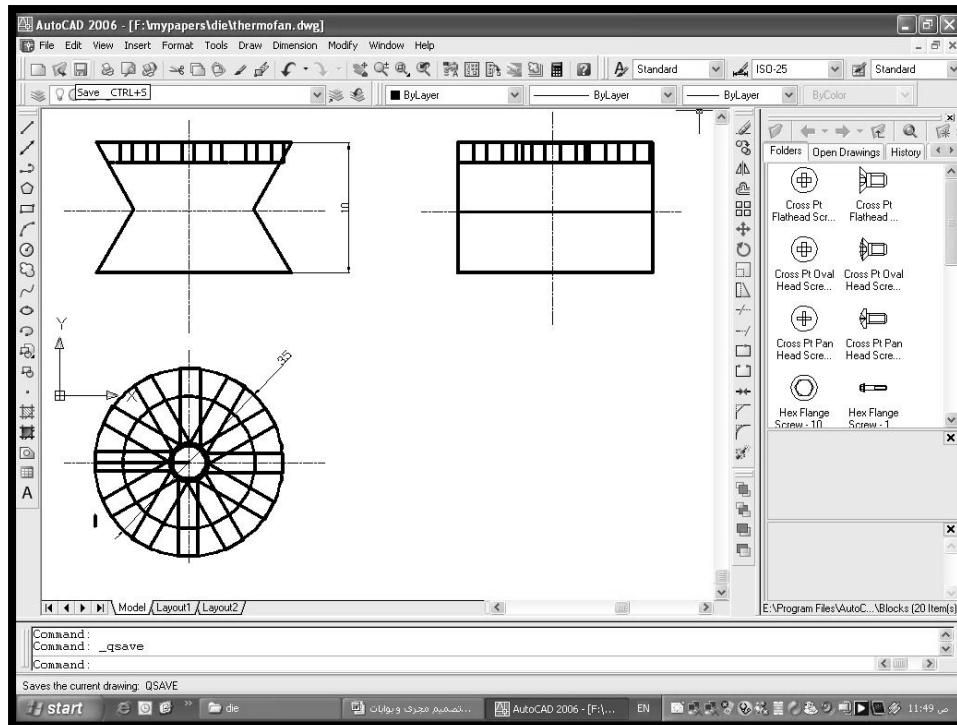 AutoCAD 2006 - [F:\mypapers\die\thermofan.dwg]
File Edit View Insert Format Tools Draw Dimension Modify Window Help
Standard ISO-25 Standard
Save CTRL+S
ByLayer ByLayer ByLayer ByColor
Folders Open Drawings History
Cross Pt Flathead Scr...
Cross Pt Flathead ...
Cross Pt Oval Head Scre...
Cross Pt Oval Head Scre...
Cross Pt Pan Head Scre...
Cross Pt Pan Head Scre...
Hex Flange Screw - 10...
Hex Flange Screw - 1...
10
Y
X
35
Model Layout1 Layout2
E:\Program Files\AutoC...\Blocks (20 Item(s)
Command:
Command: _qsave
Command:
Saves the current drawing: QSAVE
start die تصميم مجرى وبوابات... AutoCAD 2006 - [F:\... EN 11:49 ص